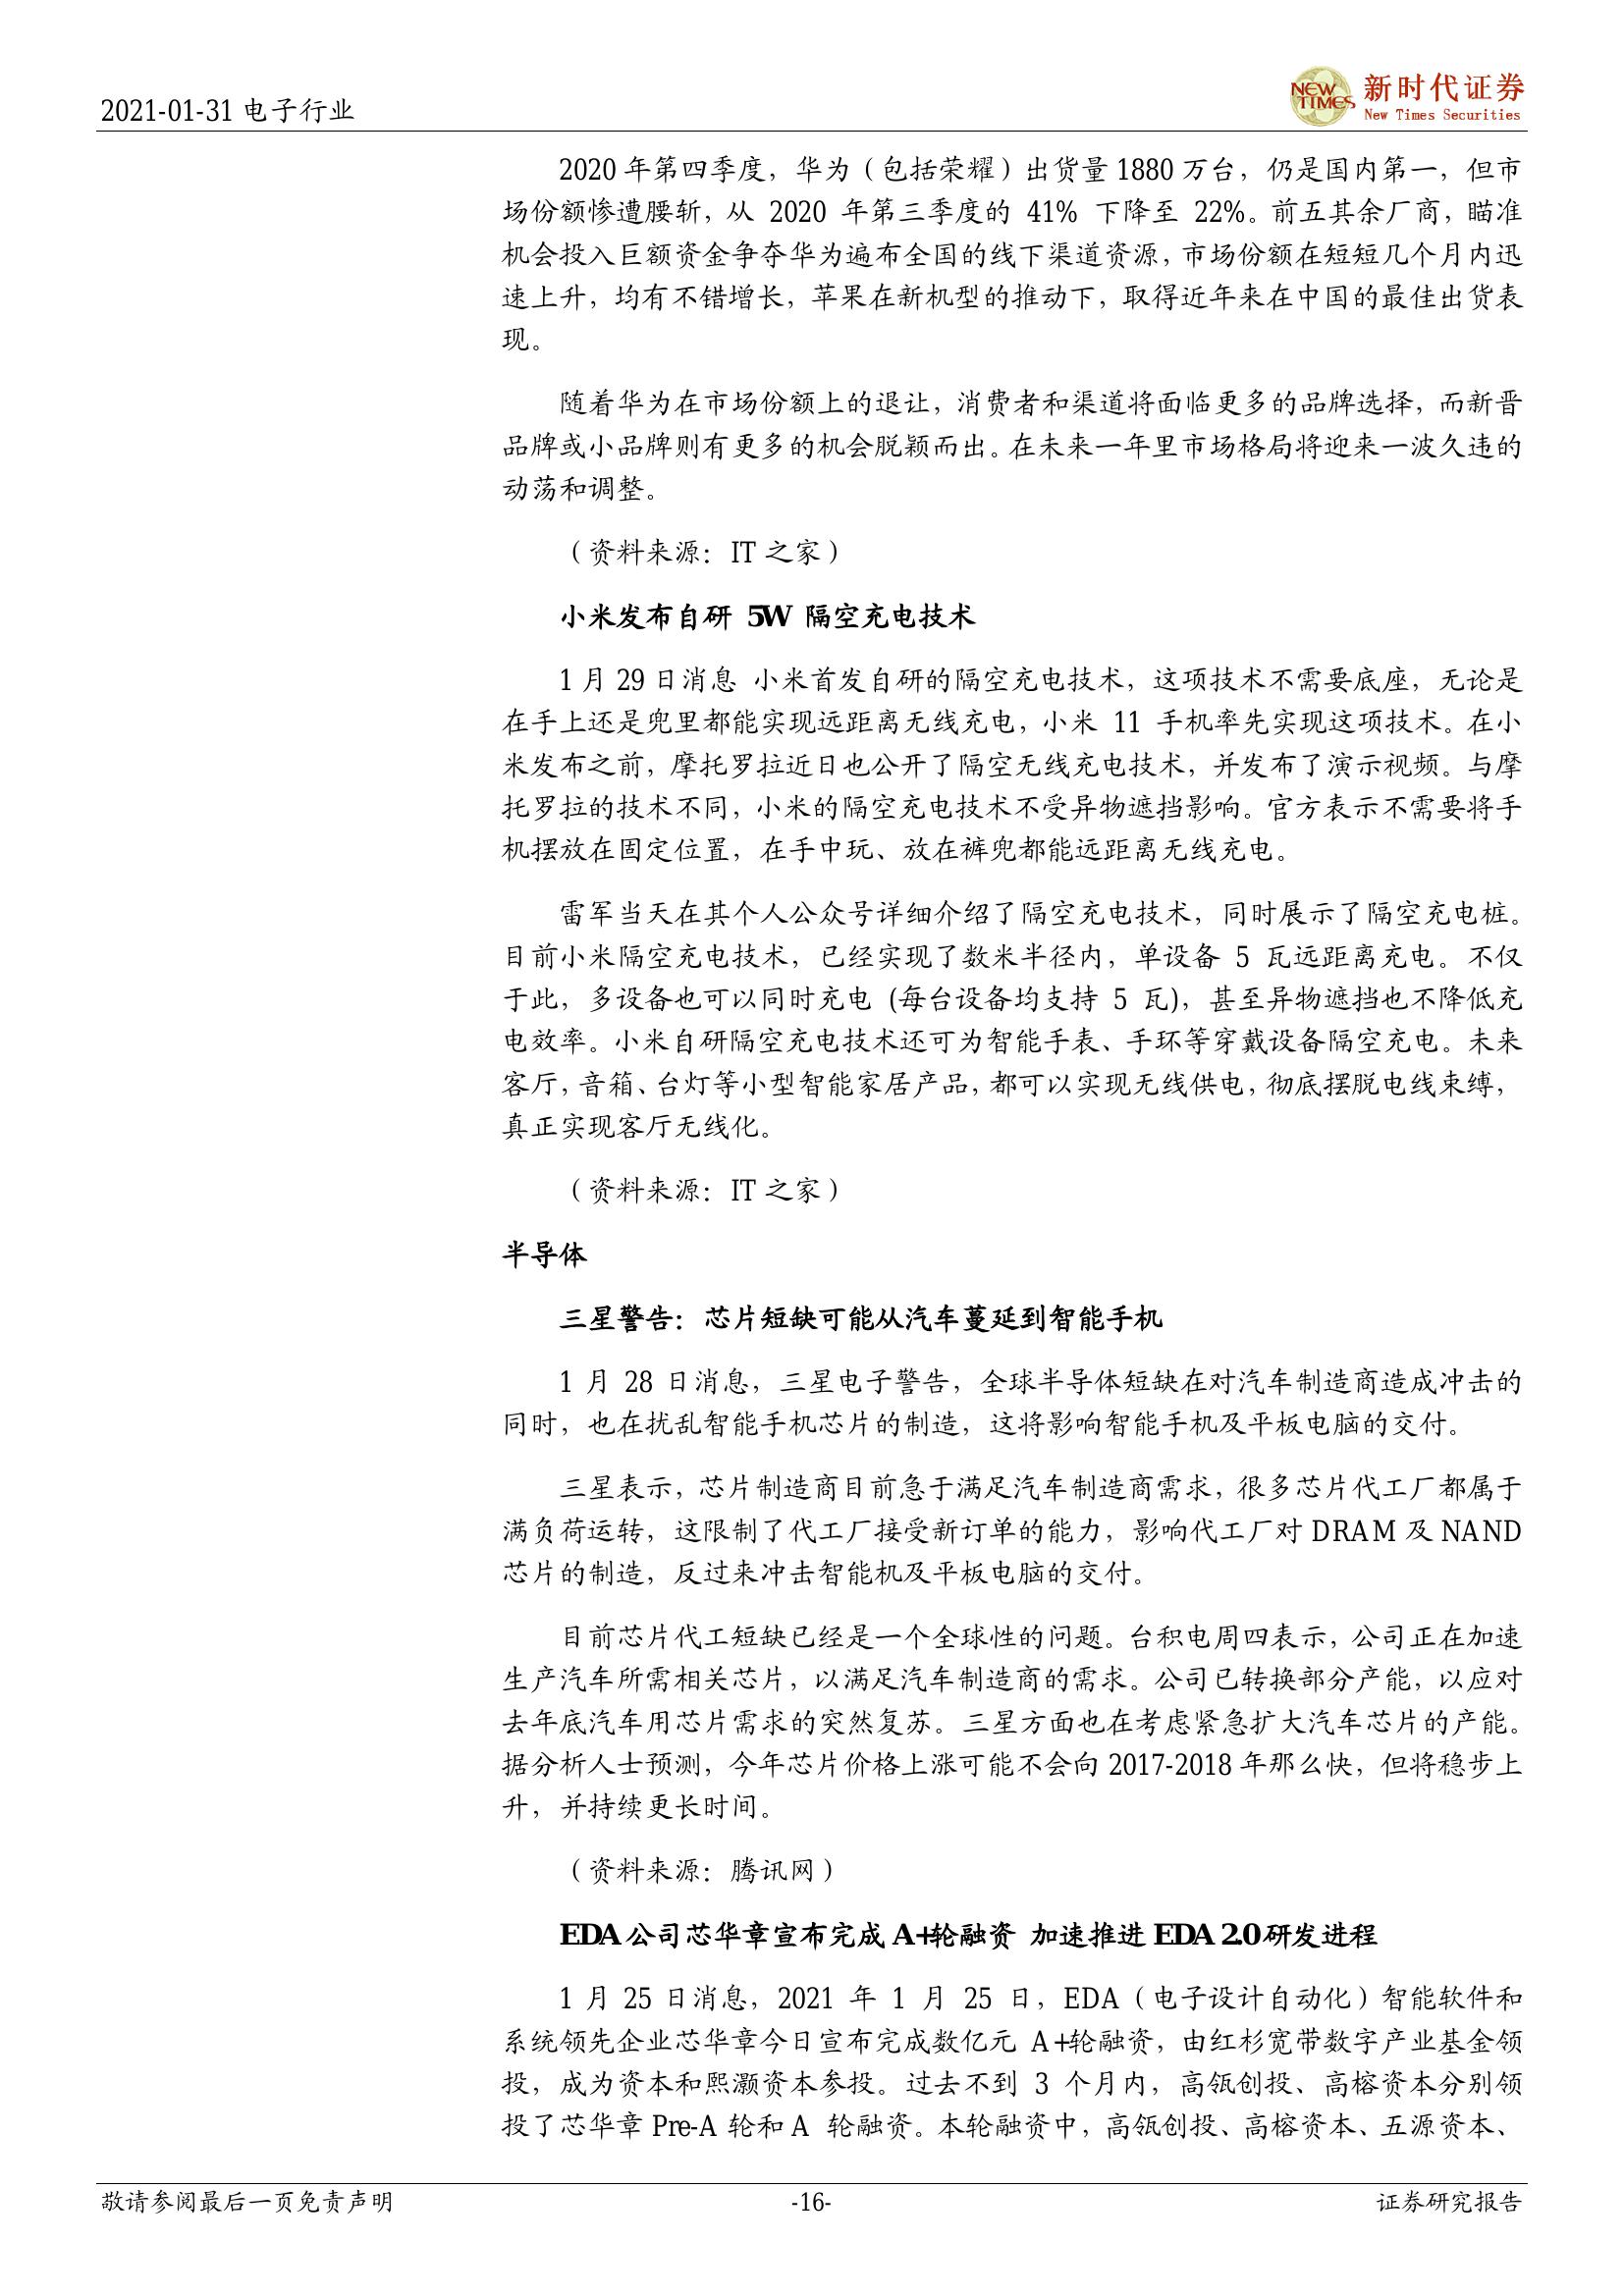 2021-01-31 电子行业
NEW TIMES
新时代证券
New Times Securities
2020 年第四季度，华为（包括荣耀）出货量 1880 万台，仍是国内第一，但市
场份额惨遭腰斩，从 2020 年第三季度的 41% 下降至 22%。前五其余厂商，瞄准
机会投入巨额资金争夺华为遍布全国的线下渠道资源，市场份额在短短几个月内迅
速上升，均有不错增长，苹果在新机型的推动下，取得近年来在中国的最佳出货表
现。
随着华为在市场份额上的退让，消费者和渠道将面临更多的品牌选择，而新晋
品牌或小品牌则有更多的机会脱颖而出。在未来一年里市场格局将迎来一波久违的
动荡和调整。
（资料来源：IT 之家）
小米发布自研 5W 隔空充电技术
1 月 29 日消息 小米首发自研的隔空充电技术，这项技术不需要底座，无论是
在手上还是兜里都能实现远距离无线充电，小米 11 手机率先实现这项技术。在小
米发布之前，摩托罗拉近日也公开了隔空无线充电技术，并发布了演示视频。与摩
托罗拉的技术不同，小米的隔空充电技术不受异物遮挡影响。官方表示不需要将手
机摆放在固定位置，在手中玩、放在裤兜都能远距离无线充电。
雷军当天在其个人公众号详细介绍了隔空充电技术，同时展示了隔空充电桩。
目前小米隔空充电技术，已经实现了数米半径内，单设备 5 瓦远距离充电。不仅
于此，多设备也可以同时充电 (每台设备均支持 5 瓦)，甚至异物遮挡也不降低充
电效率。小米自研隔空充电技术还可为智能手表、手环等穿戴设备隔空充电。未来
客厅，音箱、台灯等小型智能家居产品，都可以实现无线供电，彻底摆脱电线束缚，
真正实现客厅无线化。
（资料来源：IT 之家）
半导体
三星警告：芯片短缺可能从汽车蔓延到智能手机
1 月 28 日消息，三星电子警告，全球半导体短缺在对汽车制造商造成冲击的
同时，也在扰乱智能手机芯片的制造，这将影响智能手机及平板电脑的交付。
三星表示，芯片制造商目前急于满足汽车制造商需求，很多芯片代工厂都属于
满负荷运转，这限制了代工厂接受新订单的能力，影响代工厂对 DRAM 及 NAND
芯片的制造，反过来冲击智能机及平板电脑的交付。
目前芯片代工短缺已经是一个全球性的问题。台积电周四表示，公司正在加速
生产汽车所需相关芯片，以满足汽车制造商的需求。公司已转换部分产能，以应对
去年底汽车用芯片需求的突然复苏。三星方面也在考虑紧急扩大汽车芯片的产能。
据分析人士预测，今年芯片价格上涨可能不会向 2017-2018 年那么快，但将稳步上
升，并持续更长时间。
（资料来源：腾讯网）
EDA 公司芯华章宣布完成 A+轮融资 加速推进 EDA 2.0 研发进程
1 月 25 日消息，2021 年 1 月 25 日，EDA（电子设计自动化）智能软件和
系统领先企业芯华章今日宣布完成数亿元 A+轮融资，由红杉宽带数字产业基金领
投，成为资本和熙灏资本参投。过去不到 3 个月内，高瓴创投、高榕资本分别领
投了芯华章 Pre-A 轮和 A 轮融资。本轮融资中，高瓴创投、高榕资本、五源资本、
敬请参阅最后一页免责声明
-16-
证券研究报告